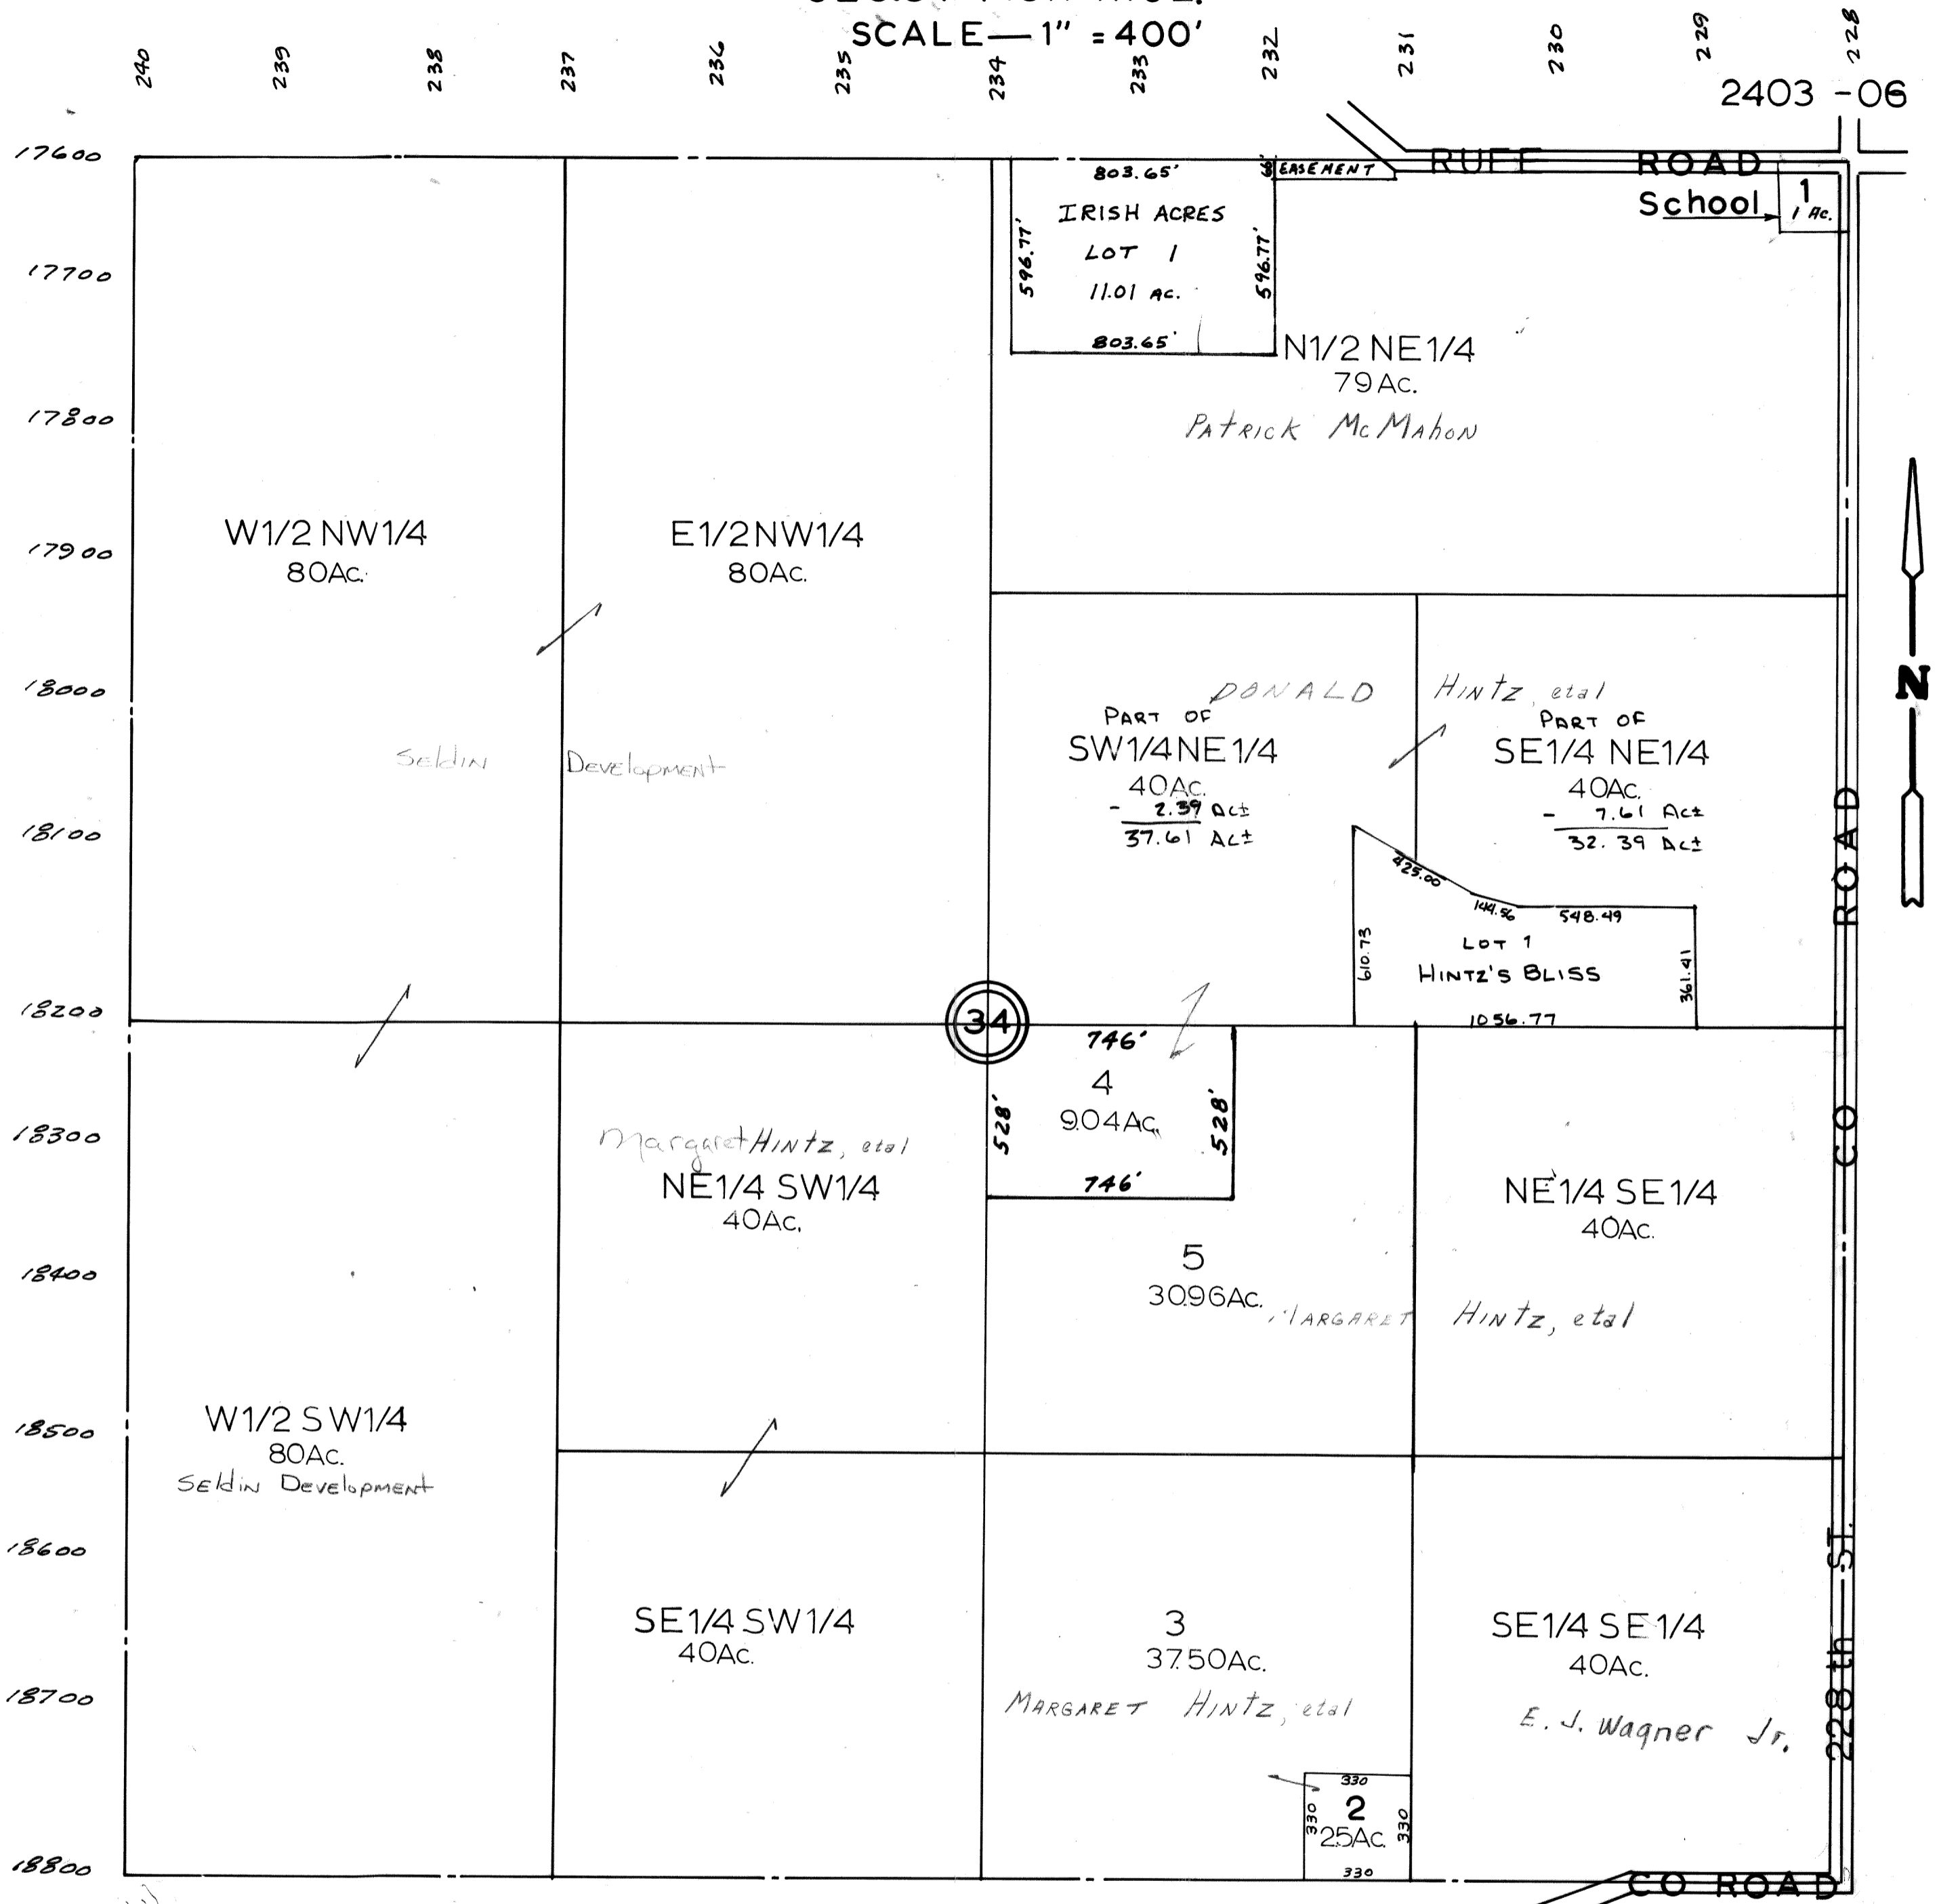 SCALE—1" = 400'
240 239 238 237 236 235 234 233 232 231 230 229 228
2403 -06
17600
17700
17800
17900
18000
18100
18200
18300
18400
18500
18600
18700
18800
RUFF ROAD
EASEMENT
School
1
1 Ac.
803.65'
IRISH ACRES
LOT 1
11.01 AC.
596.77'
596.77'
803.65'
N1/2 NE1/4
79Ac.
PATRICK McMAHON
W1/2 NW1/4
80Ac.
E1/2 NW1/4
80Ac.
Seldin Development
N
DONALD HINTZ, etal
PART OF
SW1/4 NE1/4
40Ac.
- 2.39 Ac±
37.61 Ac±
PART OF
SE1/4 NE1/4
40Ac.
- 7.61 Ac±
32.39 Ac±
425.00
144.56
548.49
610.73
LOT 1
HINTZ'S BLISS
361.41
1056.77
CO ROAD
34
746'
4
9.04Ac.
528'
528'
746'
Margaret HINTZ, etal
NE1/4 SW1/4
40Ac.
NE1/4 SE1/4
40Ac.
5
30.96Ac.
MARGARET HINTZ, etal
W1/2 SW1/4
80Ac.
Seldin Development
SE1/4 SW1/4
40Ac.
3
37.50Ac.
MARGARET HINTZ, etal
SE1/4 SE1/4
40Ac.
E. J. Wagner Jr.
228th ST.
330
330
2
2.5Ac.
330
330
CO ROAD